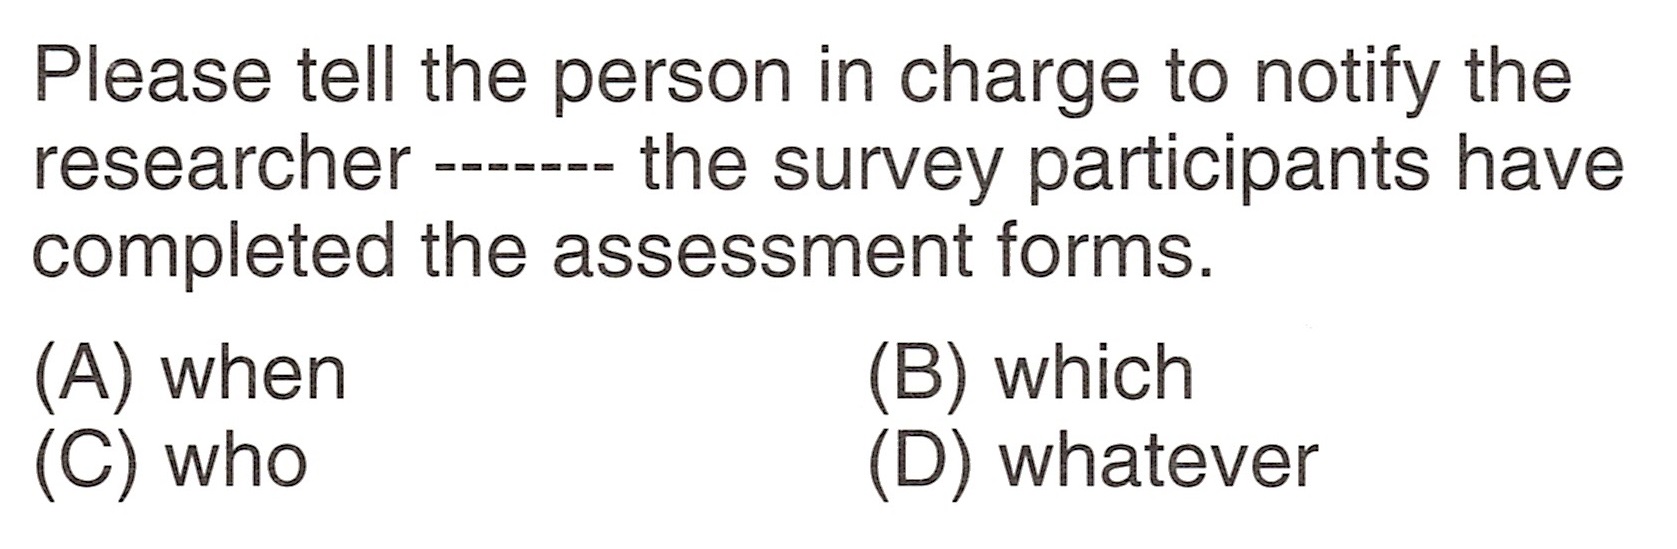 Please tell the person in charge to notify the
researcher ------- the survey participants have
completed the assessment forms.
(A) when (B) which
(C) who (D) whatever